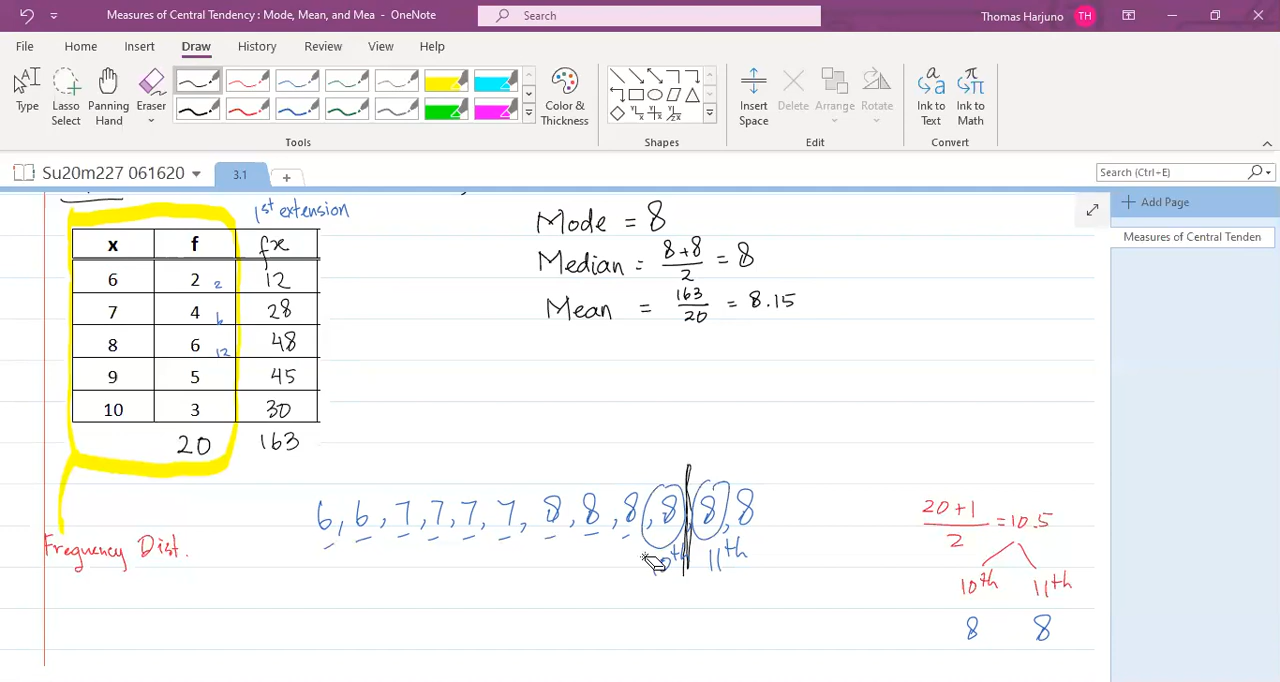 Measures of Central Tendency : Mode, Mean, and Mea - OneNote
Search
Thomas Harjuno
TH
File Home Insert Draw History Review View Help
Type
Lasso Select
Panning Hand
Eraser
Color & Thickness
Insert Space
Delete
Arrange
Rotate
Ink to Text
Ink to Math
Tools
Shapes
Edit
Convert
Su20m227 061620
3.1
Search (Ctrl+E)
Add Page
Measures of Central Tenden
1st extension
x f fx
6 2 2 12
7 4 6 28
8 6 12 48
9 5 45
10 3 30
20 163
Mode = 8
Median = 8+8 / 2 = 8
Mean = 163 / 20 = 8.15
6, 6, 7, 7, 7, 7, 8, 8, 8, 8, 8, 8
10th 11th
Frequency Dist.
20+1 / 2 = 10.5
10th 11th
8 8